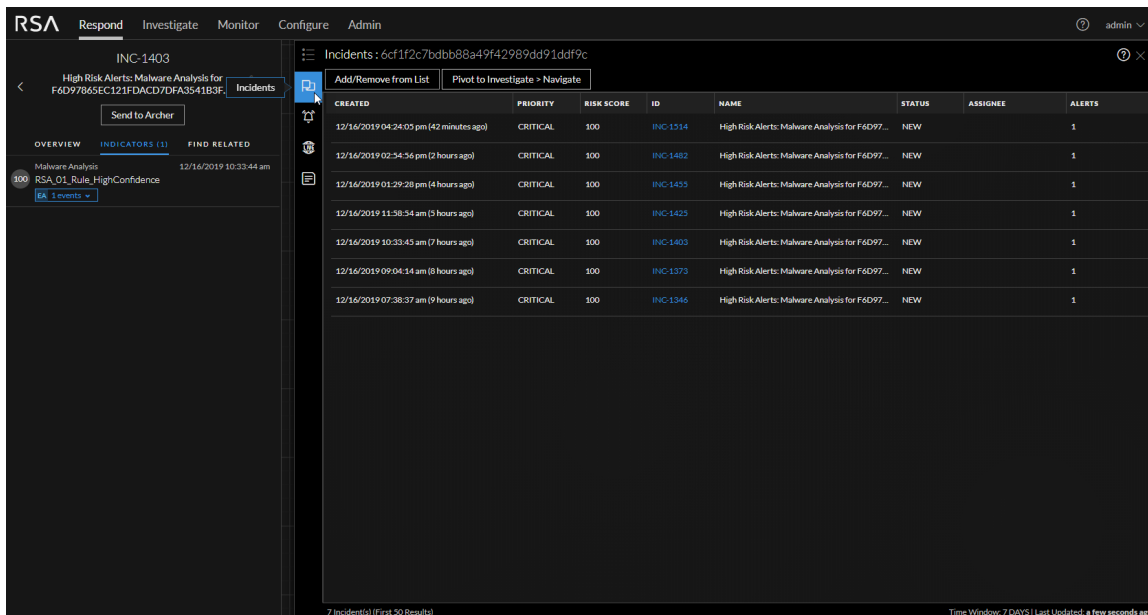 RSA Respond Investigate Monitor Configure Admin admin
INC-1403
High Risk Alerts: Malware Analysis for
F6D97865EC121FDACD7DFA3541B3F...
Incidents
Send to Archer
OVERVIEW INDICATORS (1) FIND RELATED
Malware Analysis 12/16/2019 10:33:44 am
100 RSA_01_Rule_HighConfidence
EA 1 events
Incidents : 6cf1f2c7bdbb88a49f42989dd91ddf9c
Add/Remove from List Pivot to Investigate > Navigate
CREATED PRIORITY RISK SCORE ID NAME STATUS ASSIGNEE ALERTS
12/16/2019 04:24:05 pm (42 minutes ago) CRITICAL 100 INC-1514 High Risk Alerts: Malware Analysis for F6D97... NEW 1
12/16/2019 02:54:56 pm (2 hours ago) CRITICAL 100 INC-1482 High Risk Alerts: Malware Analysis for F6D97... NEW 1
12/16/2019 01:29:28 pm (4 hours ago) CRITICAL 100 INC-1455 High Risk Alerts: Malware Analysis for F6D97... NEW 1
12/16/2019 11:58:54 am (5 hours ago) CRITICAL 100 INC-1425 High Risk Alerts: Malware Analysis for F6D97... NEW 1
12/16/2019 10:33:45 am (7 hours ago) CRITICAL 100 INC-1403 High Risk Alerts: Malware Analysis for F6D97... NEW 1
12/16/2019 09:04:14 am (8 hours ago) CRITICAL 100 INC-1373 High Risk Alerts: Malware Analysis for F6D97... NEW 1
12/16/2019 07:38:37 am (9 hours ago) CRITICAL 100 INC-1346 High Risk Alerts: Malware Analysis for F6D97... NEW 1
7 Incident(s) (First 50 Results) Time Window: 7 DAYS | Last Updated: a few seconds